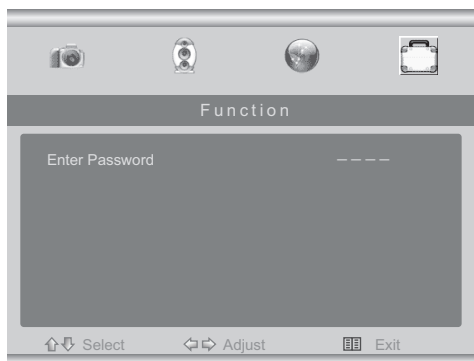 Function
Enter Password – – – –
Select Adjust Exit